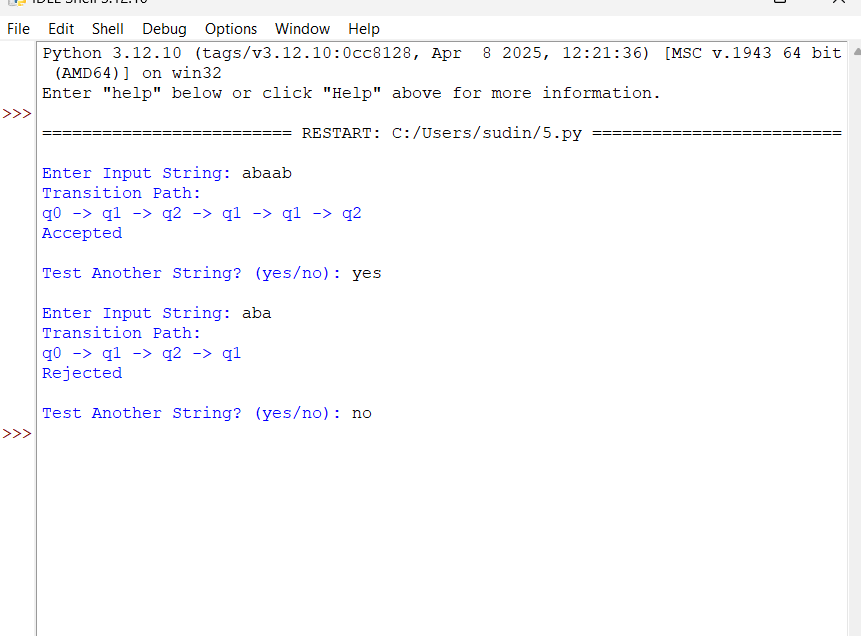 IDLE Shell 3.12.10
File Edit Shell Debug Options Window Help
Python 3.12.10 (tags/v3.12.10:0cc8128, Apr  8 2025, 12:21:36) [MSC v.1943 64 bit
(AMD64)] on win32
Enter "help" below or click "Help" above for more information.
>>>
========================= RESTART: C:/Users/sudin/5.py =========================
Enter Input String: abaab
Transition Path:
q0 -> q1 -> q2 -> q1 -> q1 -> q2
Accepted
Test Another String? (yes/no): yes
Enter Input String: aba
Transition Path:
q0 -> q1 -> q2 -> q1
Rejected
Test Another String? (yes/no): no
>>>